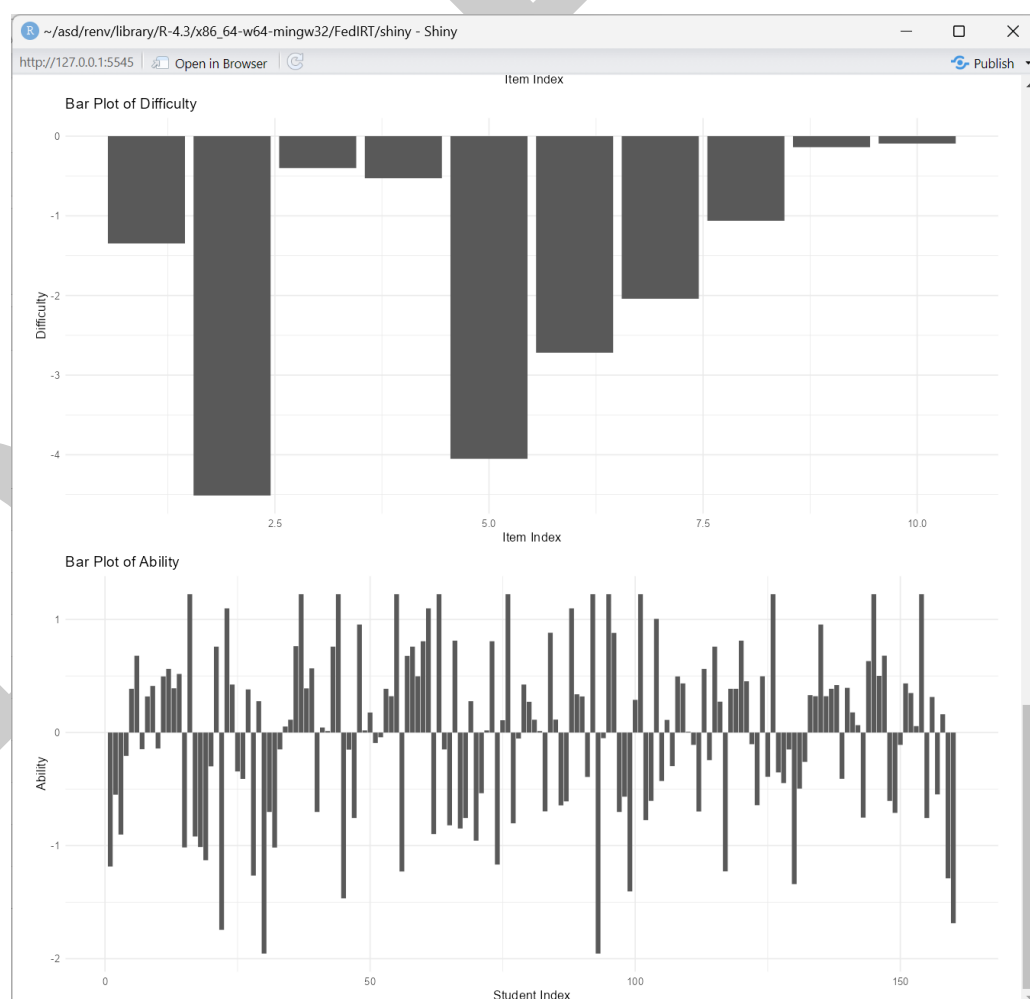 R ~/asd/renv/library/R-4.3/x86_64-w64-mingw32/FedIRT/shiny - Shiny
http://127.0.0.1:5545 Open in Browser Publish
Item Index
Bar Plot of Difficulty
0
-1
-2
-3
-4
Difficulty
2.5 5.0 7.5 10.0
Item Index
Bar Plot of Ability
1
0
-1
-2
Ability
0 50 100 150
Student Index